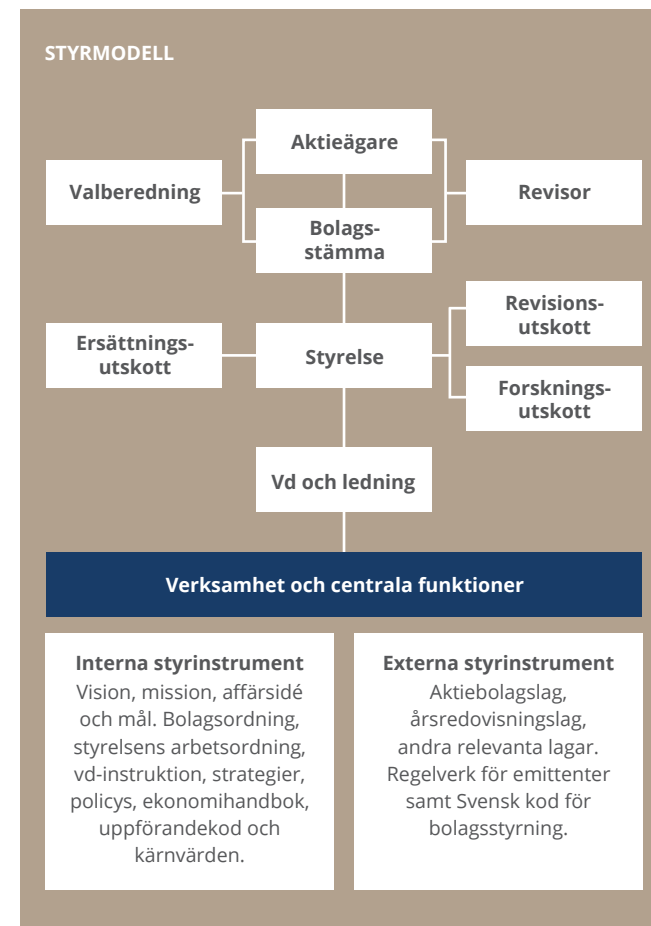 STYRMODELL
Aktieägare
Valberedning
Revisor
Bolags-
stämma
Revisions-
utskott
Ersättnings-
utskott
Styrelse
Forsknings-
utskott
Vd och ledning
Verksamhet och centrala funktioner
Interna styrinstrument
Vision, mission, affärsidé
och mål. Bolagsordning,
styrelsens arbetsordning,
vd-instruktion, strategier,
policys, ekonomihandbok,
uppförandekod och
kärnvärden.
Externa styrinstrument
Aktiebolagslag,
årsredovisningslag,
andra relevanta lagar.
Regelverk för emittenter
samt Svensk kod för
bolagsstyrning.